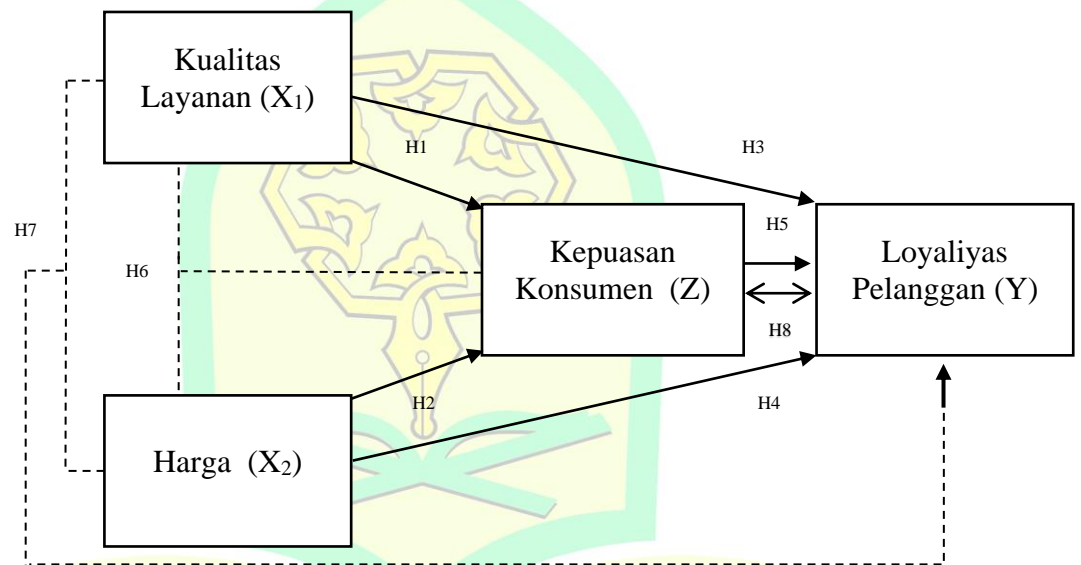 Kualitas
Layanan (X₁)
H1
H3
H7
H6
Kepuasan
Konsumen (Z)
H5
H8
Loyaliyas
Pelanggan (Y)
H2
H4
Harga (X₂)